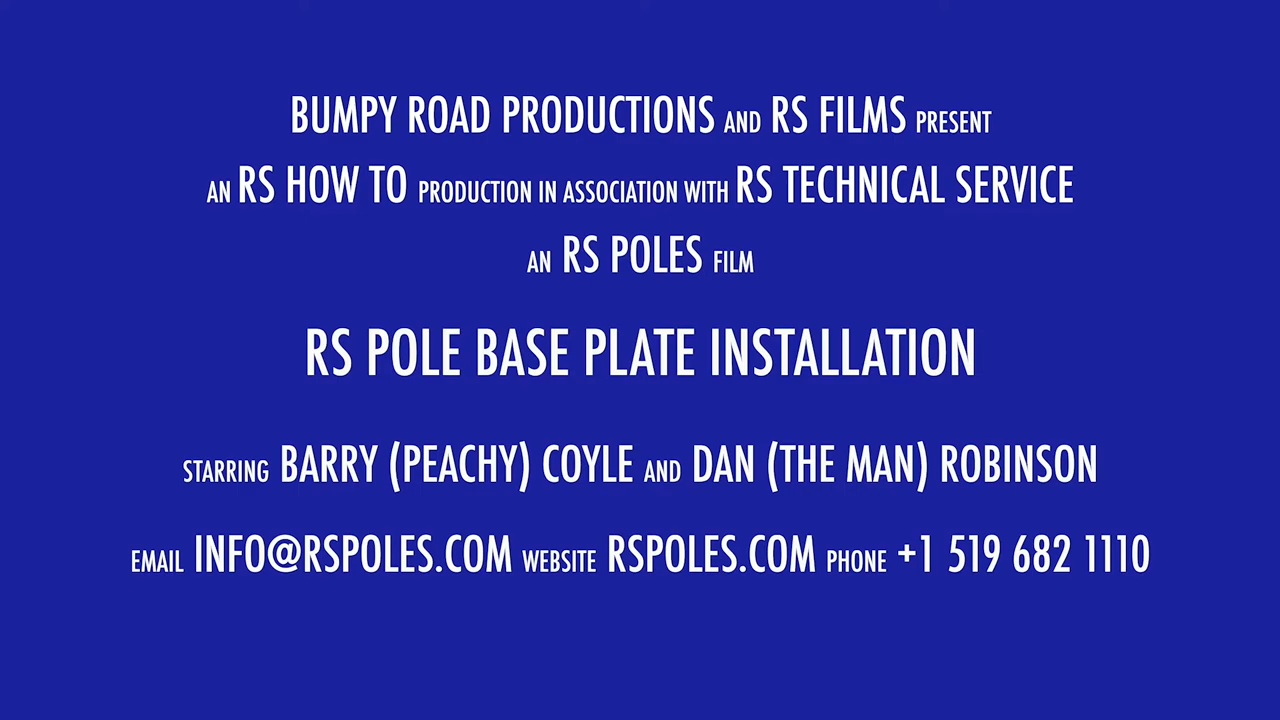 BUMPY ROAD PRODUCTIONS AND RS FILMS PRESENT
AN RS HOW TO PRODUCTION IN ASSOCIATION WITH RS TECHNICAL SERVICE
AN RS POLES FILM
RS POLE BASE PLATE INSTALLATION
STARRING BARRY (PEACHY) COYLE AND DAN (THE MAN) ROBINSON
EMAIL INFO@RSPOLES.COM WEBSITE RSPOLES.COM PHONE +1 519 682 1110